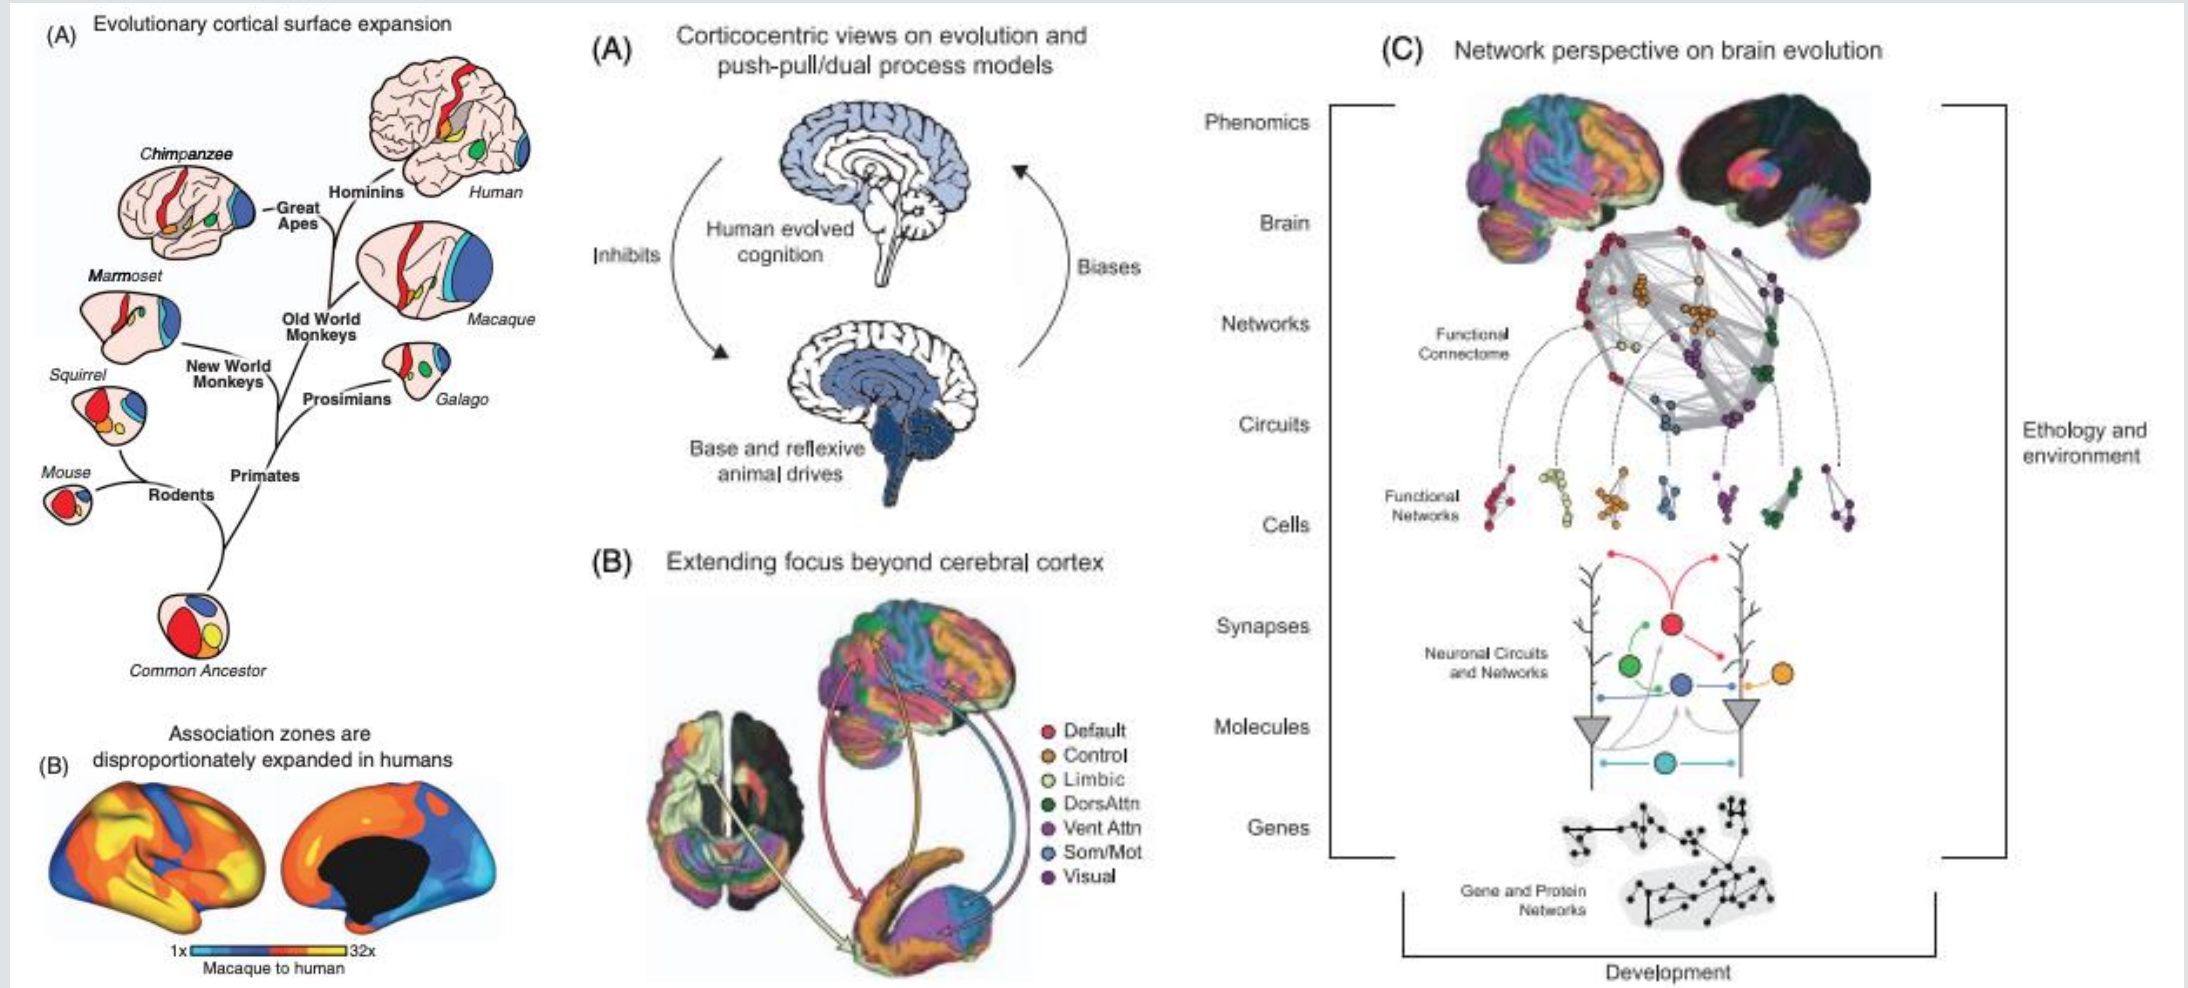 (A)
Evolutionary cortical surface expansion
Chimpanzee
Human
Hominins
Great
Apes
Marmoset
Macaque
Old World
Monkeys
New World
Monkeys
Squirrel
Prosimians
Galago
Mouse
Primates
Rodents
Common Ancestor
(B)
Association zones are
disproportionately expanded in humans
1x
32x
Macaque to human
(A)
Corticocentric views on evolution and
push-pull/dual process models
Human evolved
cognition
Inhibits
Biases
Base and reflexive
animal drives
(B)
Extending focus beyond cerebral cortex
Default
Control
Limbic
DorsAttn
Vent Attn
Som/Mot
Visual
(C)
Network perspective on brain evolution
Phenomics
Brain
Networks
Circuits
Cells
Synapses
Molecules
Genes
Functional
Connectome
Functional
Networks
Neuronal Circuits
and Networks
Gene and Protein
Networks
Ethology and
environment
Development